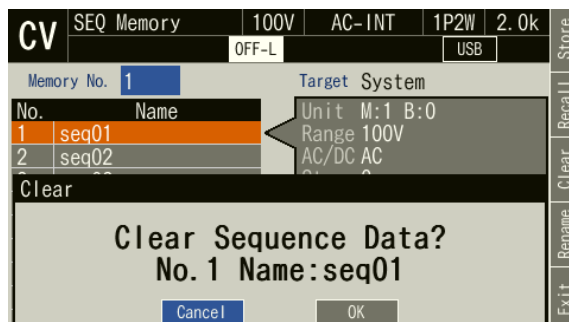 CV
SEQ Memory
100V
AC-INT
1P2W
2.0k
OFF-L
USB
Memory No.
1
Target System
No. Name
1 seq01
2 seq02
Unit M:1 B:0
Range 100V
AC/DC AC
Clear
Clear Sequence Data?
No.1 Name:seq01
Cancel
OK
Store
Recall
Clear
Rename
Exit